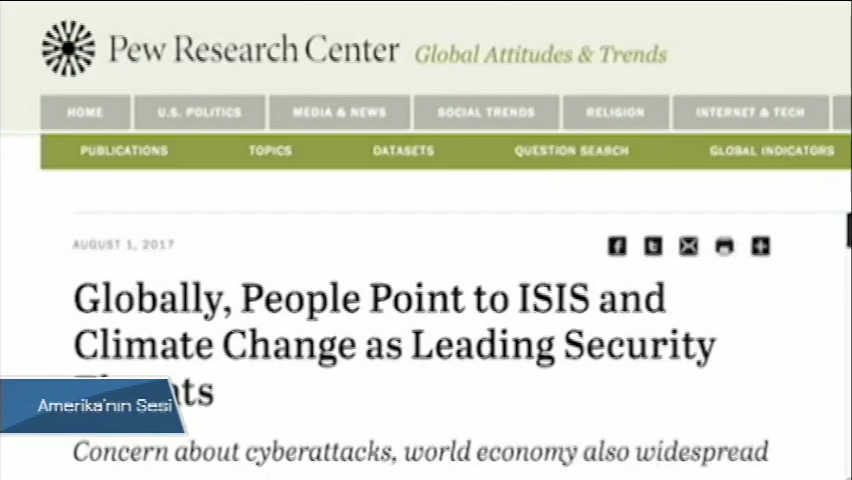 Pew Research Center Global Attitudes & Trends
HOME U.S. POLITICS MEDIA & NEWS SOCIAL TRENDS RELIGION INTERNET & TECH
PUBLICATIONS TOPICS DATASETS QUESTION SEARCH GLOBAL INDICATORS
AUGUST 1, 2017
Globally, People Point to ISIS and
Climate Change as Leading Security
Threats
Amerika'nın Sesi
Concern about cyberattacks, world economy also widespread